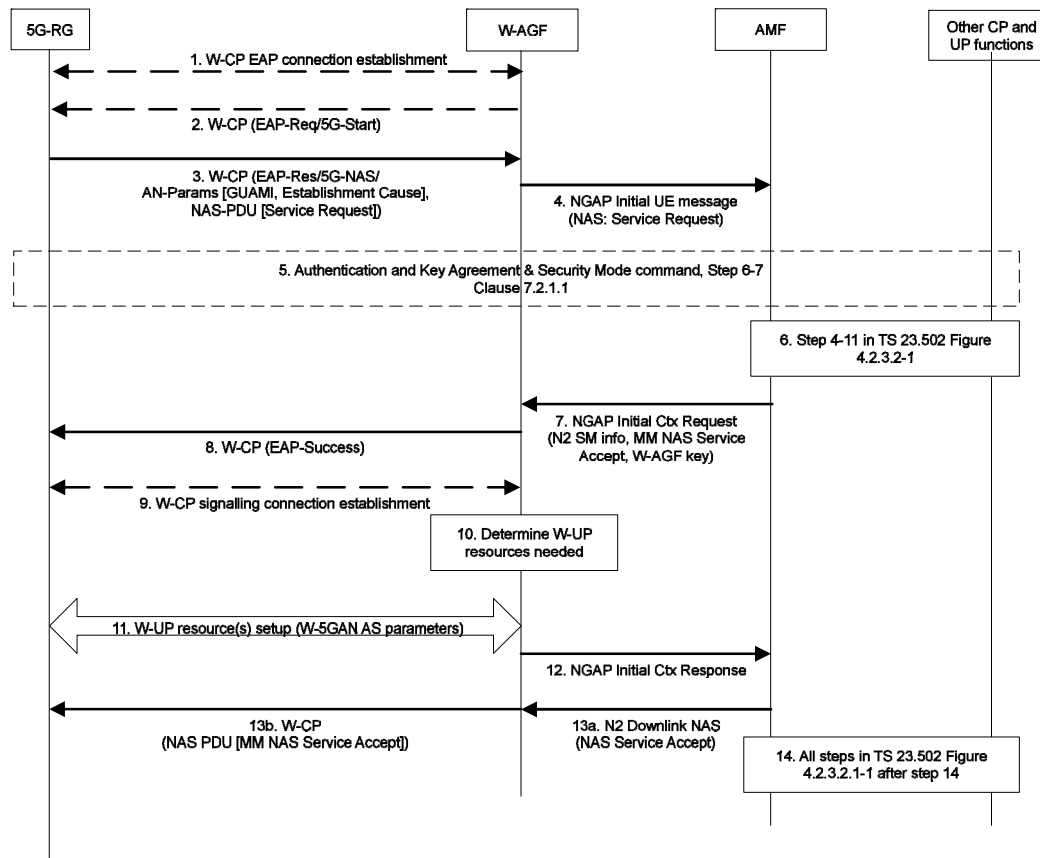 5G-RG
W-AGF
AMF
Other CP and
UP functions
1. W-CP EAP connection establishment
2. W-CP (EAP-Req/5G-Start)
3. W-CP (EAP-Res/5G-NAS/
AN-Params [GUAMI, Establishment Cause],
NAS-PDU [Service Request])
4. NGAP Initial UE message
(NAS: Service Request)
5. Authentication and Key Agreement & Security Mode command, Step 6-7
Clause 7.2.1.1
6. Step 4-11 in TS 23.502 Figure
4.2.3.2-1
7. NGAP Initial Ctx Request
(N2 SM info, MM NAS Service
Accept, W-AGF key)
8. W-CP (EAP-Success)
9. W-CP signalling connection establishment
10. Determine W-UP
resources needed
11. W-UP resource(s) setup (W-5GAN AS parameters)
12. NGAP Initial Ctx Response
13b. W-CP
(NAS PDU [MM NAS Service Accept])
13a. N2 Downlink NAS
(NAS Service Accept)
14. All steps in TS 23.502 Figure
4.2.3.2.1-1 after step 14